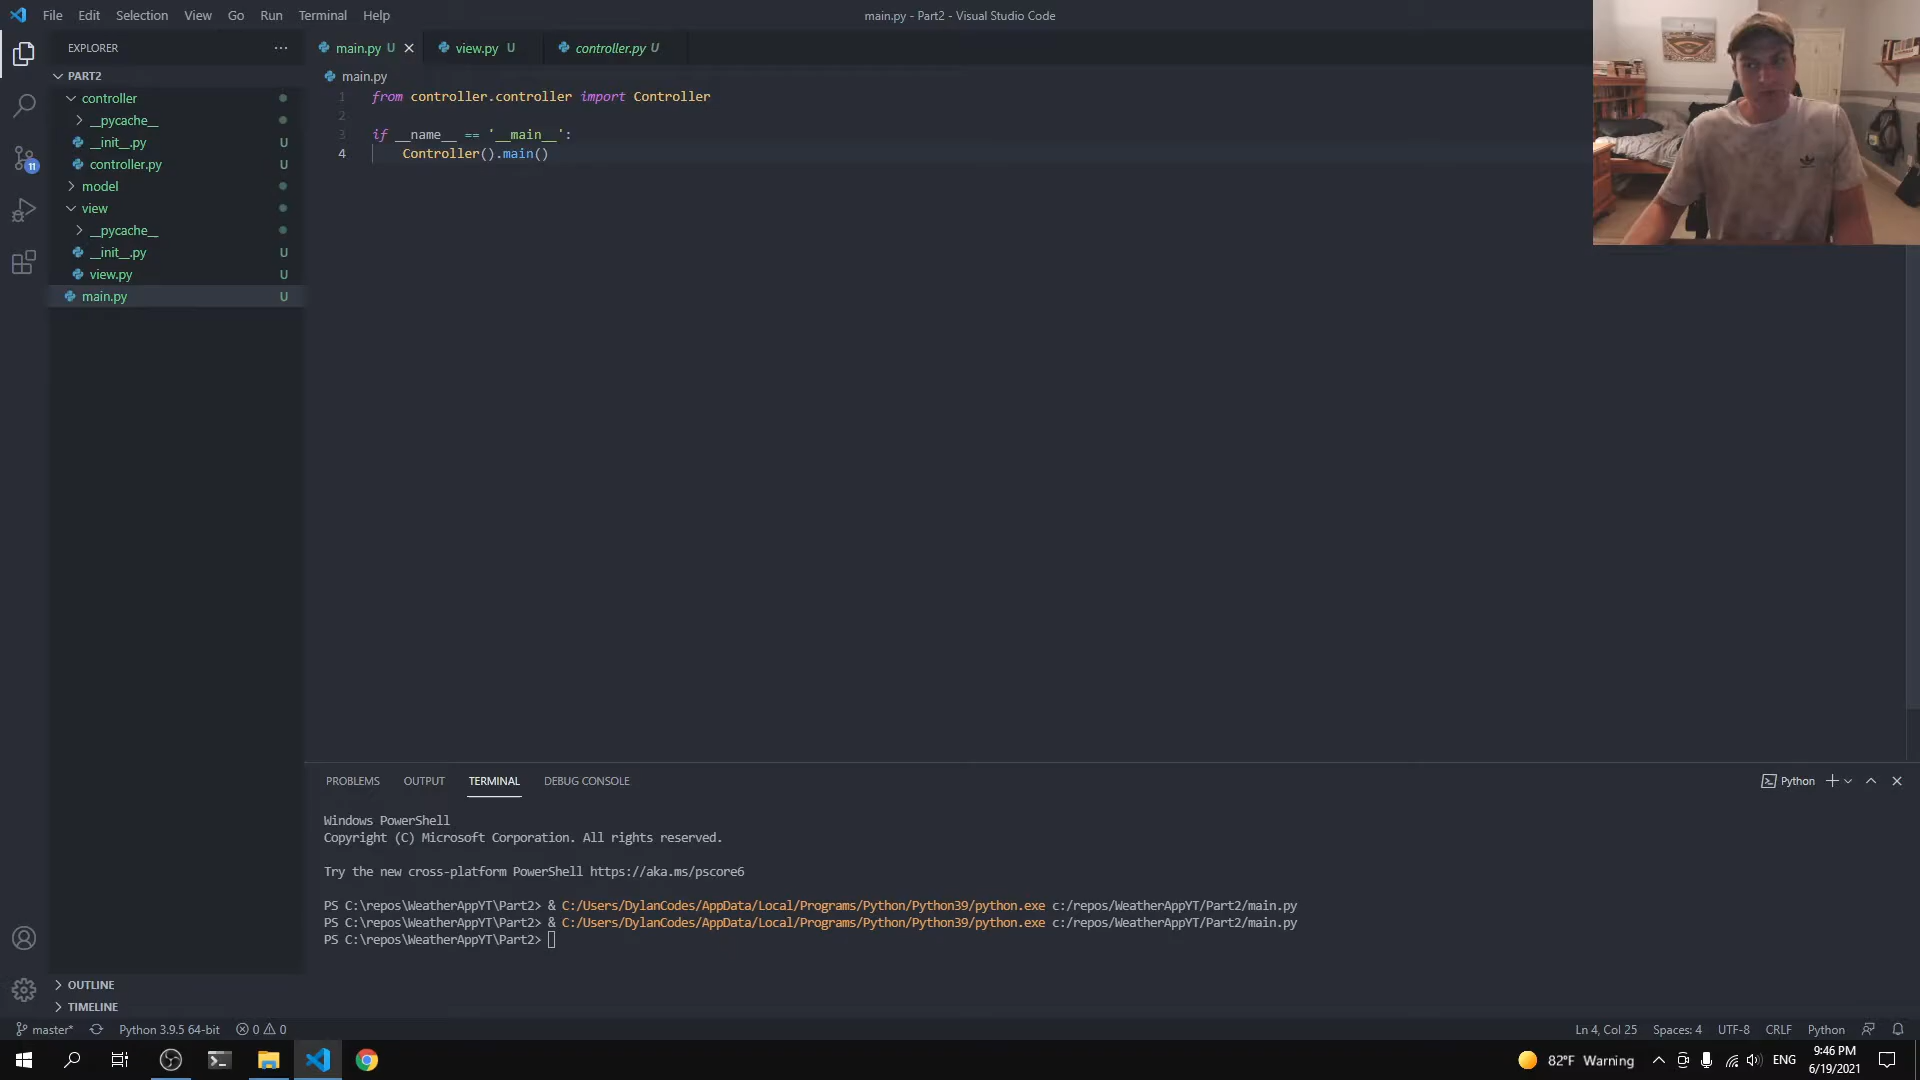 File Edit Selection View Go Run Terminal Help
main.py - Part2 - Visual Studio Code
EXPLORER
PART2
controller
__pycache__
__init__.py U
controller.py U
model
view
__pycache__
__init__.py U
view.py U
main.py U
OUTLINE
TIMELINE
11
main.py U
view.py U
controller.py U
main.py
1 from controller.controller import Controller
2
3 if __name__ == '__main__':
4 Controller().main()
PROBLEMS OUTPUT TERMINAL DEBUG CONSOLE
Python
Windows PowerShell
Copyright (C) Microsoft Corporation. All rights reserved.
Try the new cross-platform PowerShell https://aka.ms/pscore6
PS C:\repos\WeatherAppYT\Part2> & C:/Users/DylanCodes/AppData/Local/Programs/Python/Python39/python.exe c:/repos/WeatherAppYT/Part2/main.py
PS C:\repos\WeatherAppYT\Part2> & C:/Users/DylanCodes/AppData/Local/Programs/Python/Python39/python.exe c:/repos/WeatherAppYT/Part2/main.py
PS C:\repos\WeatherAppYT\Part2>
master* Python 3.9.5 64-bit 0 0
Ln 4, Col 25 Spaces: 4 UTF-8 CRLF Python
82°F Warning ENG
9:46 PM
6/19/2021